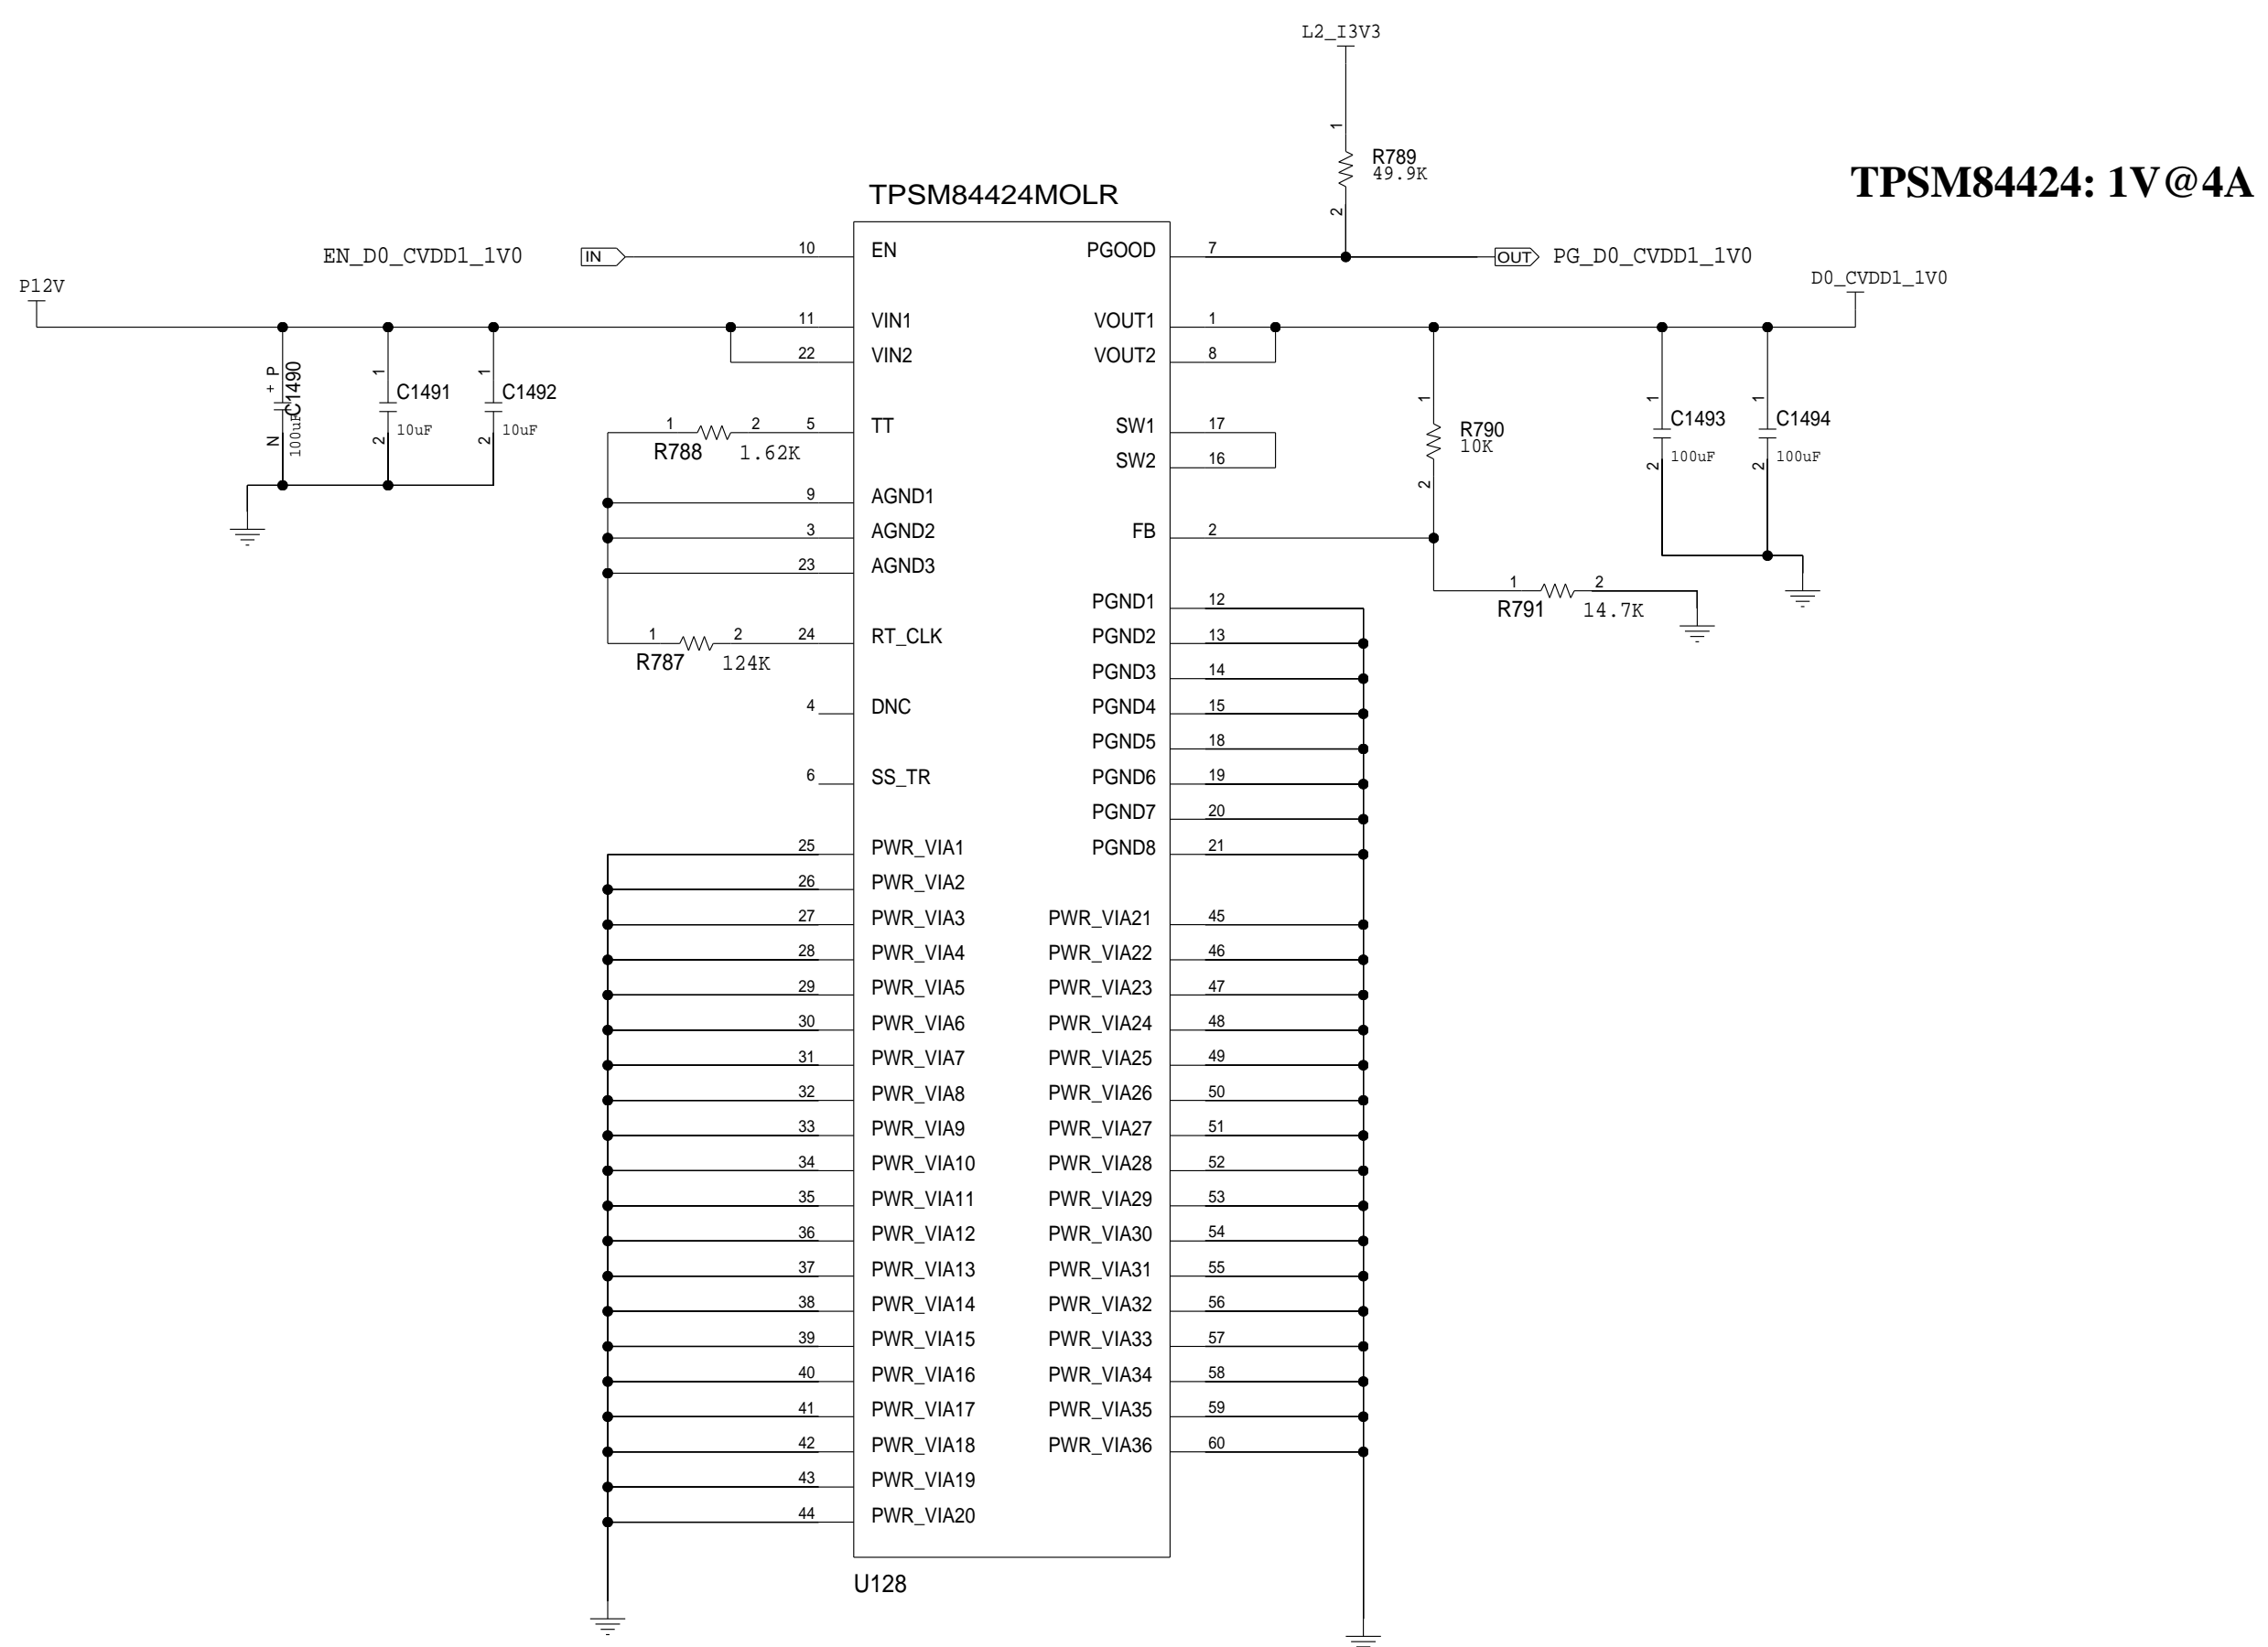 L2_I3V3
1
R789
49.9K
2
TPSM84424: 1V@4A
TPSM84424MOLR
EN_D0_CVDD1_1V0
IN
10
EN
PGOOD
7
OUT
PG_D0_CVDD1_1V0
P12V
D0_CVDD1_1V0
11
VIN1
VOUT1
1
22
VIN2
VOUT2
8
+ P
C1490
100uF
N
1
C1491
10uF
2
1
C1492
10uF
2
1
2
5
TT
R788
1.62K
SW1
17
SW2
16
1
R790
10K
2
1
C1493
100uF
2
1
C1494
100uF
2
9
AGND1
3
AGND2
FB
2
23
AGND3
1
2
R791
14.7K
PGND1
12
1
2
24
RT_CLK
PGND2
13
R787
124K
PGND3
14
4
DNC
PGND4
15
PGND5
18
6
SS_TR
PGND6
19
PGND7
20
25
PWR_VIA1
PGND8
21
26
PWR_VIA2
27
PWR_VIA3
PWR_VIA21
45
28
PWR_VIA4
PWR_VIA22
46
29
PWR_VIA5
PWR_VIA23
47
30
PWR_VIA6
PWR_VIA24
48
31
PWR_VIA7
PWR_VIA25
49
32
PWR_VIA8
PWR_VIA26
50
33
PWR_VIA9
PWR_VIA27
51
34
PWR_VIA10
PWR_VIA28
52
35
PWR_VIA11
PWR_VIA29
53
36
PWR_VIA12
PWR_VIA30
54
37
PWR_VIA13
PWR_VIA31
55
38
PWR_VIA14
PWR_VIA32
56
39
PWR_VIA15
PWR_VIA33
57
40
PWR_VIA16
PWR_VIA34
58
41
PWR_VIA17
PWR_VIA35
59
42
PWR_VIA18
PWR_VIA36
60
43
PWR_VIA19
44
PWR_VIA20
U128